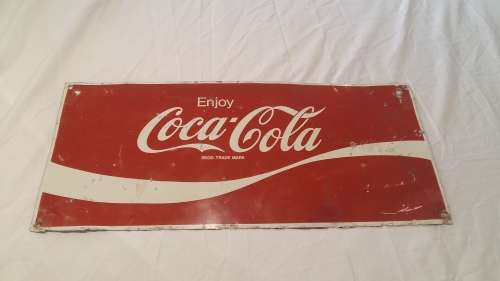 Enjoy
Coca-Cola
REGD. TRADE MARK